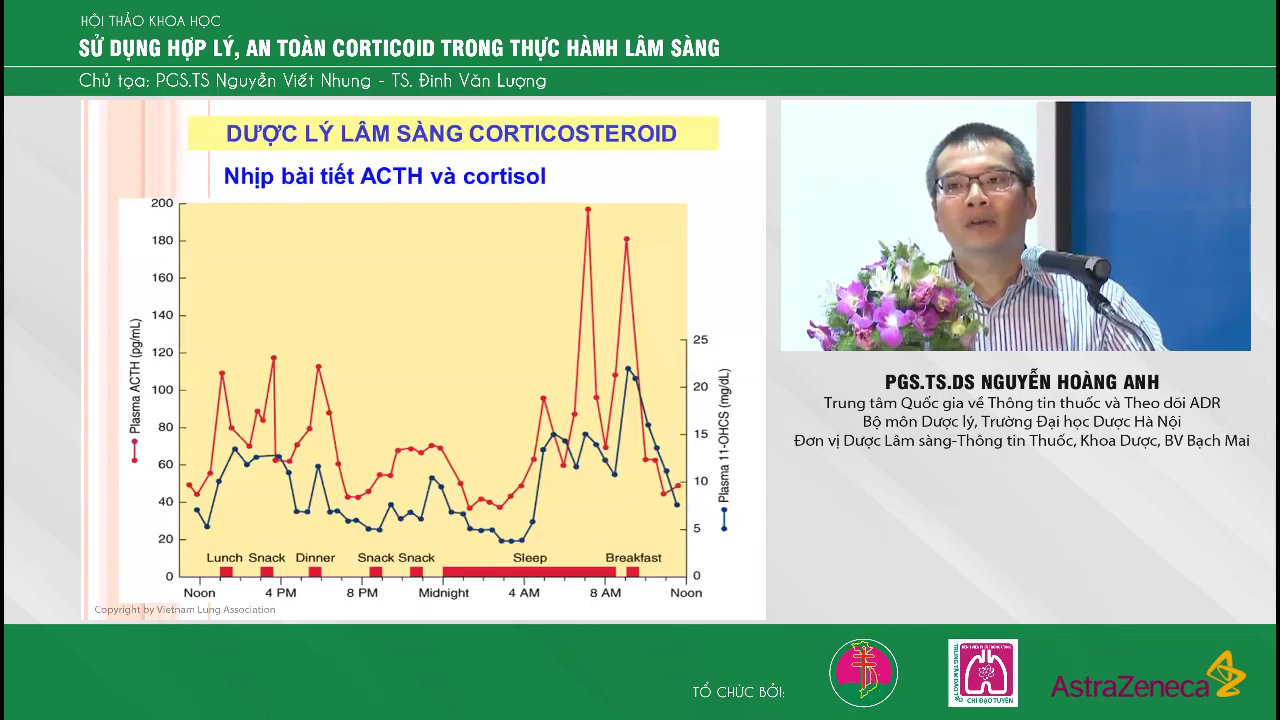 HỘI THẢO KHOA HỌC
SỬ DỤNG HỢP LÝ, AN TOÀN CORTICOID TRONG THỰC HÀNH LÂM SÀNG
Chủ tọa: PGS.TS Nguyễn Viết Nhung - TS. Đinh Văn Lượng
DƯỢC LÝ LÂM SÀNG CORTICOSTEROID
Nhịp bài tiết ACTH và cortisol
Plasma ACTH (pg/mL)
200
180
160
140
120
100
80
60
40
20
0
25
20
15
10
5
0
Plasma 11-OHCS (mg/dL)
Lunch Snack Dinner Snack Snack Sleep Breakfast
Noon 4 PM 8 PM Midnight 4 AM 8 AM Noon
Copyright by Vietnam Lung Association
PGS.TS.DS NGUYỄN HOÀNG ANH
Trung tâm Quốc gia về Thông tin thuốc và Theo dõi ADR
Bộ môn Dược lý, Trường Đại học Dược Hà Nội
Đơn vị Dược Lâm sàng-Thông tin Thuốc, Khoa Dược, BV Bạch Mai
TỔ CHỨC BỞI:
CHỈ ĐẠO TUYẾN
AstraZeneca